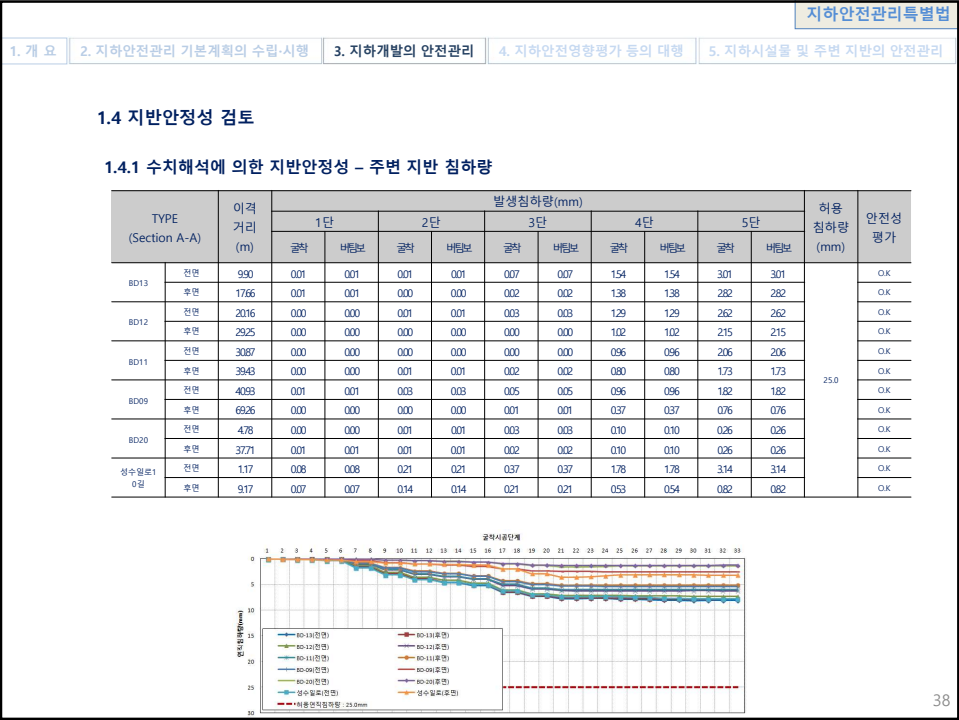 지하안전관리특별법
1. 개 요 2. 지하안전관리 기본계획의 수립·시행 3. 지하개발의 안전관리 4. 지하안전영향평가 등의 대행 5. 지하시설물 및 주변 지반의 안전관리
1.4 지반안정성 검토
1.4.1 수치해석에 의한 지반안정성 – 주변 지반 침하량
TYPE (Section A-A) 이격 거리 (m) 발생침하량(mm) 허용 침하량 (mm) 안전성 평가
1단 2단 3단 4단 5단
굴착 버팀보 굴착 버팀보 굴착 버팀보 굴착 버팀보 굴착 버팀보
BD13 전면 9.90 0.01 0.01 0.01 0.01 0.07 0.07 1.54 1.54 3.01 3.01 25.0 O.K
후면 17.66 0.01 0.01 0.00 0.00 0.02 0.02 1.38 1.38 2.82 2.82 O.K
BD12 전면 20.16 0.00 0.00 0.01 0.01 0.03 0.03 1.29 1.29 2.62 2.62 O.K
후면 29.25 0.00 0.00 0.00 0.00 0.00 0.00 1.02 1.02 2.15 2.15 O.K
BD11 전면 30.87 0.00 0.00 0.00 0.00 0.00 0.00 0.96 0.96 2.06 2.06 O.K
후면 39.43 0.00 0.00 0.01 0.01 0.02 0.02 0.80 0.80 1.73 1.73 O.K
BD09 전면 40.93 0.01 0.01 0.03 0.03 0.05 0.05 0.96 0.96 1.82 1.82 O.K
후면 69.26 0.00 0.00 0.00 0.00 0.01 0.01 0.37 0.37 0.76 0.76 O.K
BD20 전면 4.78 0.00 0.00 0.01 0.01 0.03 0.03 0.10 0.10 0.26 0.26 O.K
후면 37.71 0.01 0.01 0.01 0.01 0.02 0.02 0.10 0.10 0.26 0.26 O.K
성수일로1 0길 전면 1.17 0.08 0.08 0.21 0.21 0.37 0.37 1.78 1.78 3.14 3.14 O.K
후면 9.17 0.07 0.07 0.14 0.14 0.21 0.21 0.53 0.54 0.82 0.82 O.K
굴착시공단계
1 2 3 4 5 6 7 8 9 10 11 12 13 14 15 16 17 18 19 20 21 22 23 24 25 26 27 28 29 30 31 32 33
연직침하량(mm)
0
5
10
15
20
25
30
BD-13(전면) BD-13(후면)
BD-12(전면) BD-12(후면)
BD-11(전면) BD-11(후면)
BD-09(전면) BD-09(후면)
BD-20(전면) BD-20(후면)
성수일로(전면) 성수일로(후면)
허용연직침하량 : 25.0mm
38